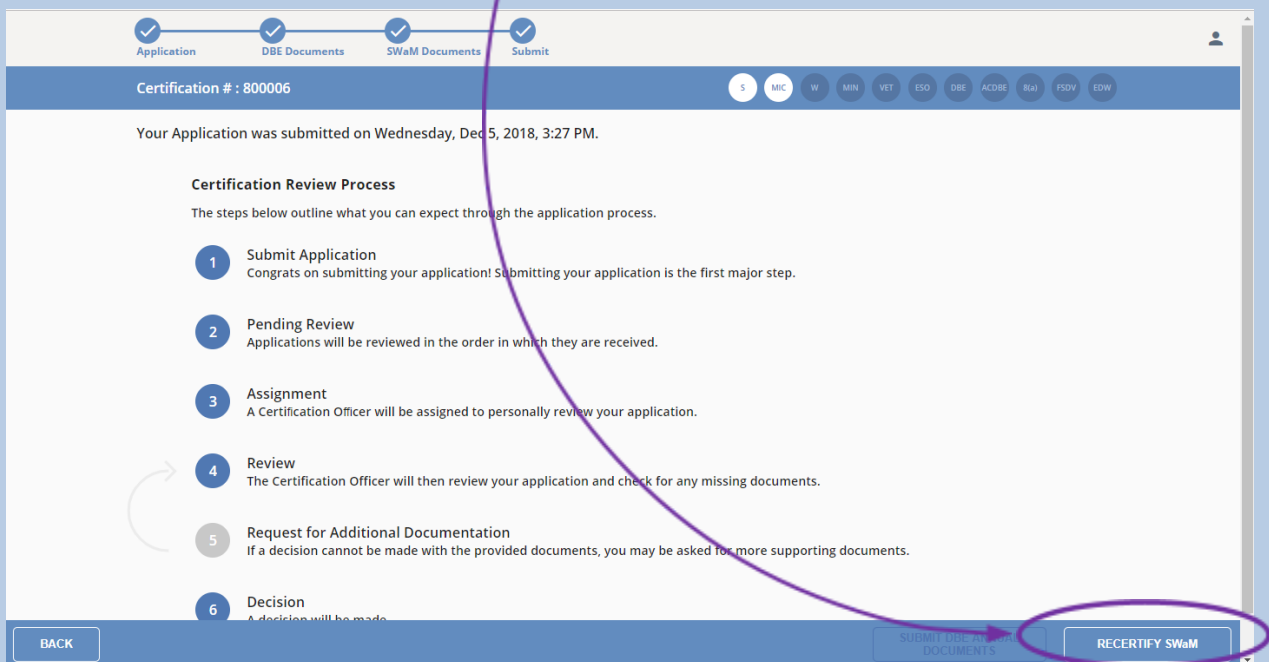 Application
DBE Documents
SWaM Documents
Submit
Certification # : 800006
S MIC W MIN VET ESO DBE ACDBE 8(a) FSDV EDW
Your Application was submitted on Wednesday, Dec 5, 2018, 3:27 PM.
Certification Review Process
The steps below outline what you can expect through the application process.
1
Submit Application
Congrats on submitting your application! Submitting your application is the first major step.
2
Pending Review
Applications will be reviewed in the order in which they are received.
3
Assignment
A Certification Officer will be assigned to personally review your application.
4
Review
The Certification Officer will then review your application and check for any missing documents.
5
Request for Additional Documentation
If a decision cannot be made with the provided documents, you may be asked for more supporting documents.
6
Decision
A decision will be made
BACK
SUBMIT DBE
DOCUMENTS
RECERTIFY SWaM